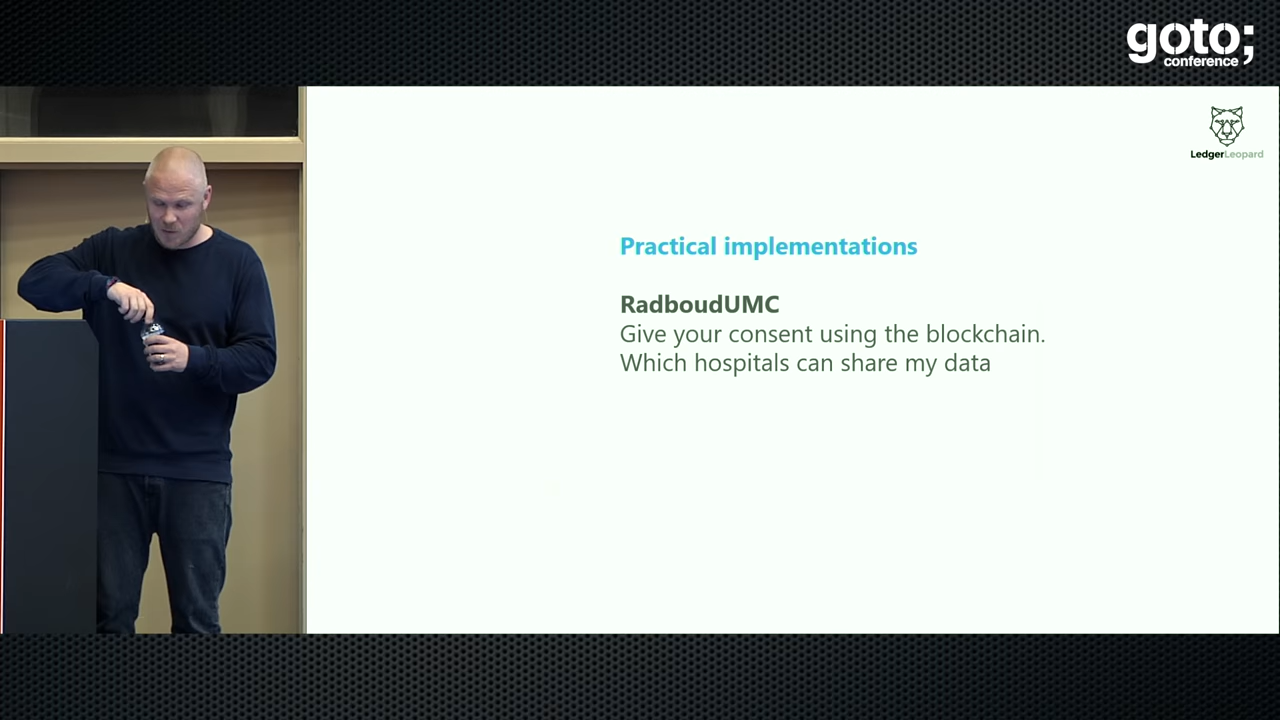 goto;
conference
LedgerLeopard
Practical implementations
RadboudUMC
Give your consent using the blockchain.
Which hospitals can share my data